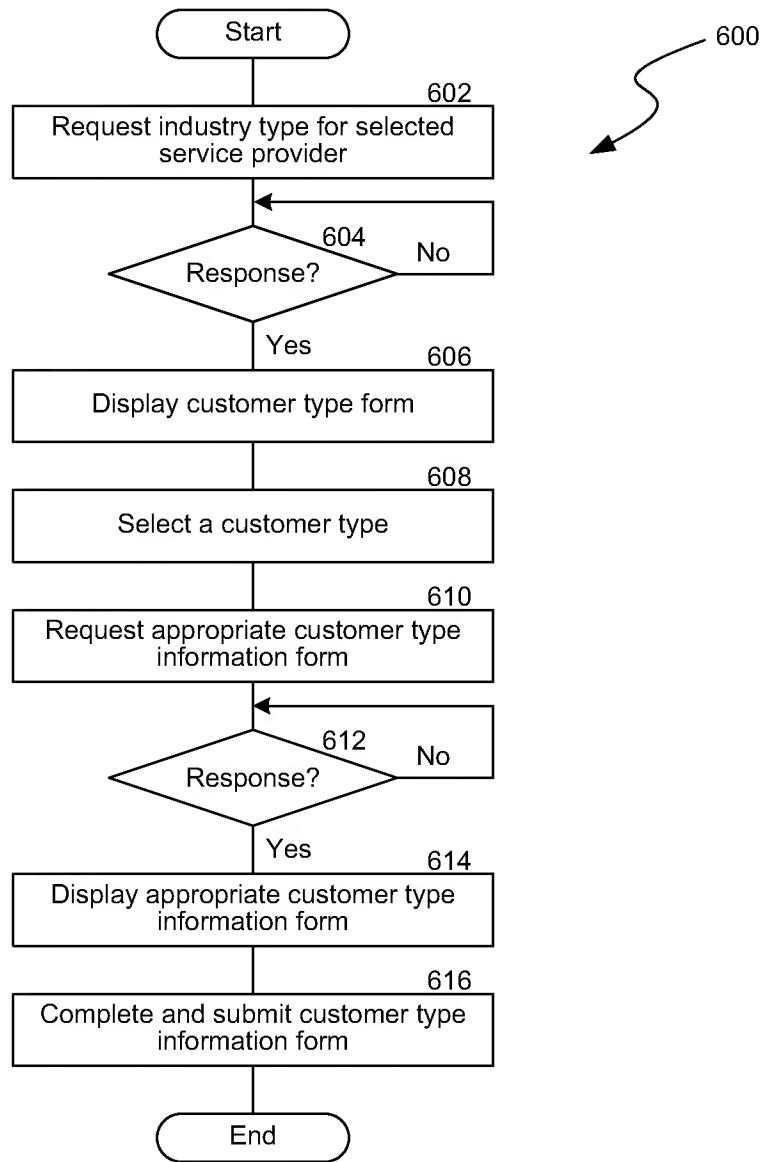 Start
600
602
Request industry type for selected
service provider
604
Response?
No
Yes
606
Display customer type form
608
Select a customer type
610
Request appropriate customer type
information form
612
Response?
No
Yes
614
Display appropriate customer type
information form
616
Complete and submit customer type
information form
End